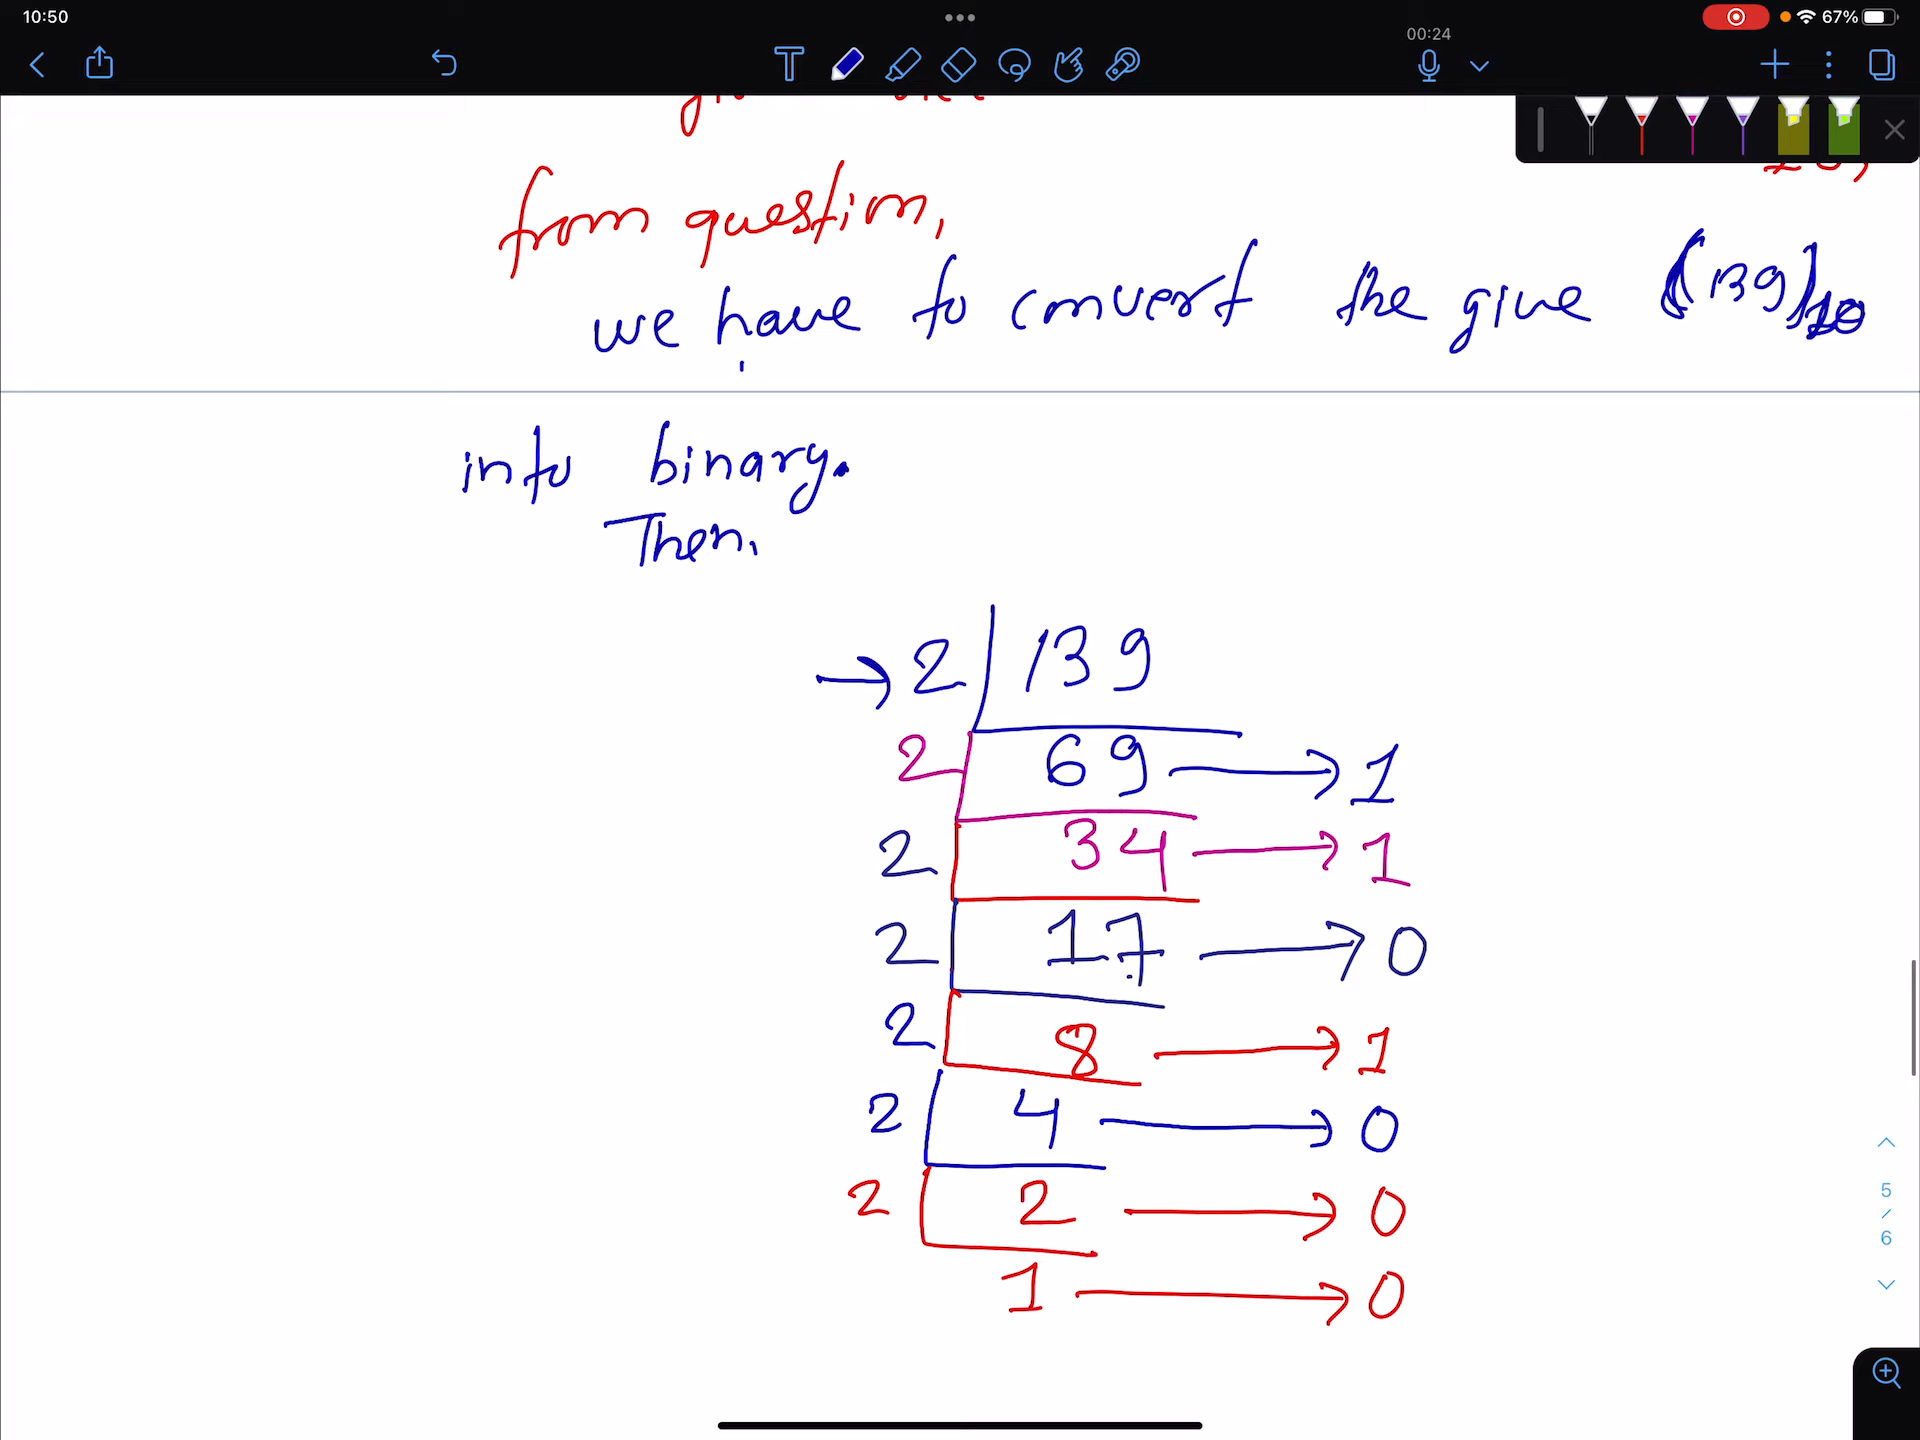 10:50
67%
00:24
from question,
we have to convert the give (139)10
into binary.
Then,
→ 2 139
2 69 → 1
2 34 → 1
2 17 → 0
2 8 → 1
2 4 → 0
2 2 → 0
1 → 0
5
/
6